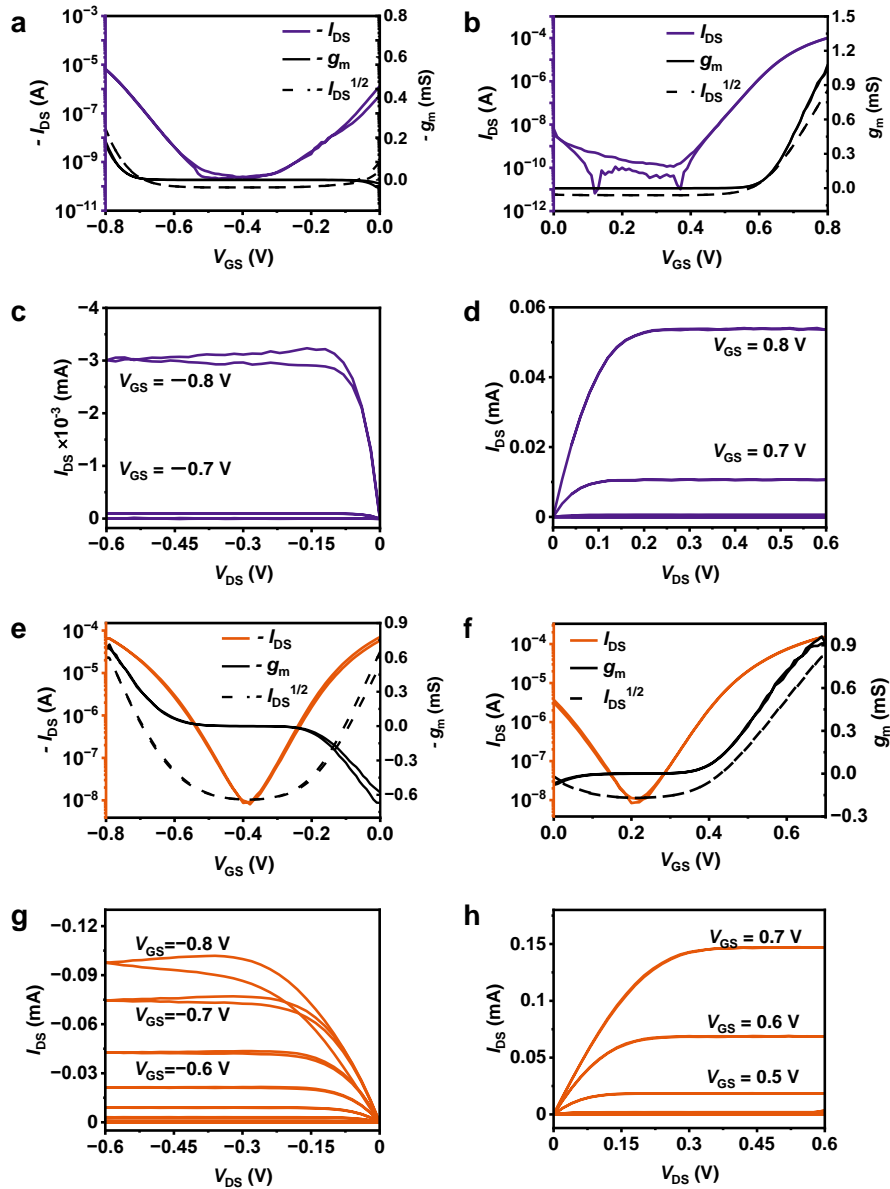 a
- I_DS
- g_m
- I_DS^1/2
10⁻³
10⁻⁵
10⁻⁷
10⁻⁹
10⁻¹¹
- I_DS (A)
0.8
0.6
0.4
0.2
0.0
- g_m (mS)
−0.8 −0.6 −0.4 −0.2 0.0
V_GS (V)
b
I_DS
g_m
I_DS^1/2
10⁻⁴
10⁻⁶
10⁻⁸
10⁻¹⁰
10⁻¹²
I_DS (A)
1.5
1.2
0.9
0.6
0.3
0.0
- g_m (mS)
0.0 0.2 0.4 0.6 0.8
V_GS (V)
c
−4
−3
−2
−1
0
I_DS ×10⁻³ (mA)
V_GS = −0.8 V
V_GS = −0.7 V
−0.6 −0.45 −0.3 −0.15 0
V_DS (V)
d
0.06
0.04
0.02
0
I_DS (mA)
V_GS = 0.8 V
V_GS = 0.7 V
0 0.1 0.2 0.3 0.4 0.5 0.6
V_DS (V)
e
- I_DS
- g_m
- I_DS^1/2
10⁻⁴
10⁻⁵
10⁻⁶
10⁻⁷
10⁻⁸
- I_DS (A)
0.9
0.6
0.3
0.0
−0.3
−0.6
- g_m (mS)
−0.8 −0.6 −0.4 −0.2 0.0
V_GS (V)
f
I_DS
g_m
I_DS^1/2
10⁻⁴
10⁻⁵
10⁻⁶
10⁻⁷
10⁻⁸
I_DS (A)
0.9
0.6
0.3
0.0
−0.3
g_m (mS)
0.0 0.2 0.4 0.6
V_GS (V)
g
−0.12
−0.09
−0.06
−0.03
0
I_DS (mA)
V_GS=−0.8 V
V_GS=−0.7 V
V_GS=−0.6 V
−0.6 −0.45 −0.3 −0.15 0
V_DS (V)
h
0.15
0.10
0.05
0
I_DS (mA)
V_GS = 0.7 V
V_GS = 0.6 V
V_GS = 0.5 V
0 0.15 0.3 0.45 0.6
V_DS (V)